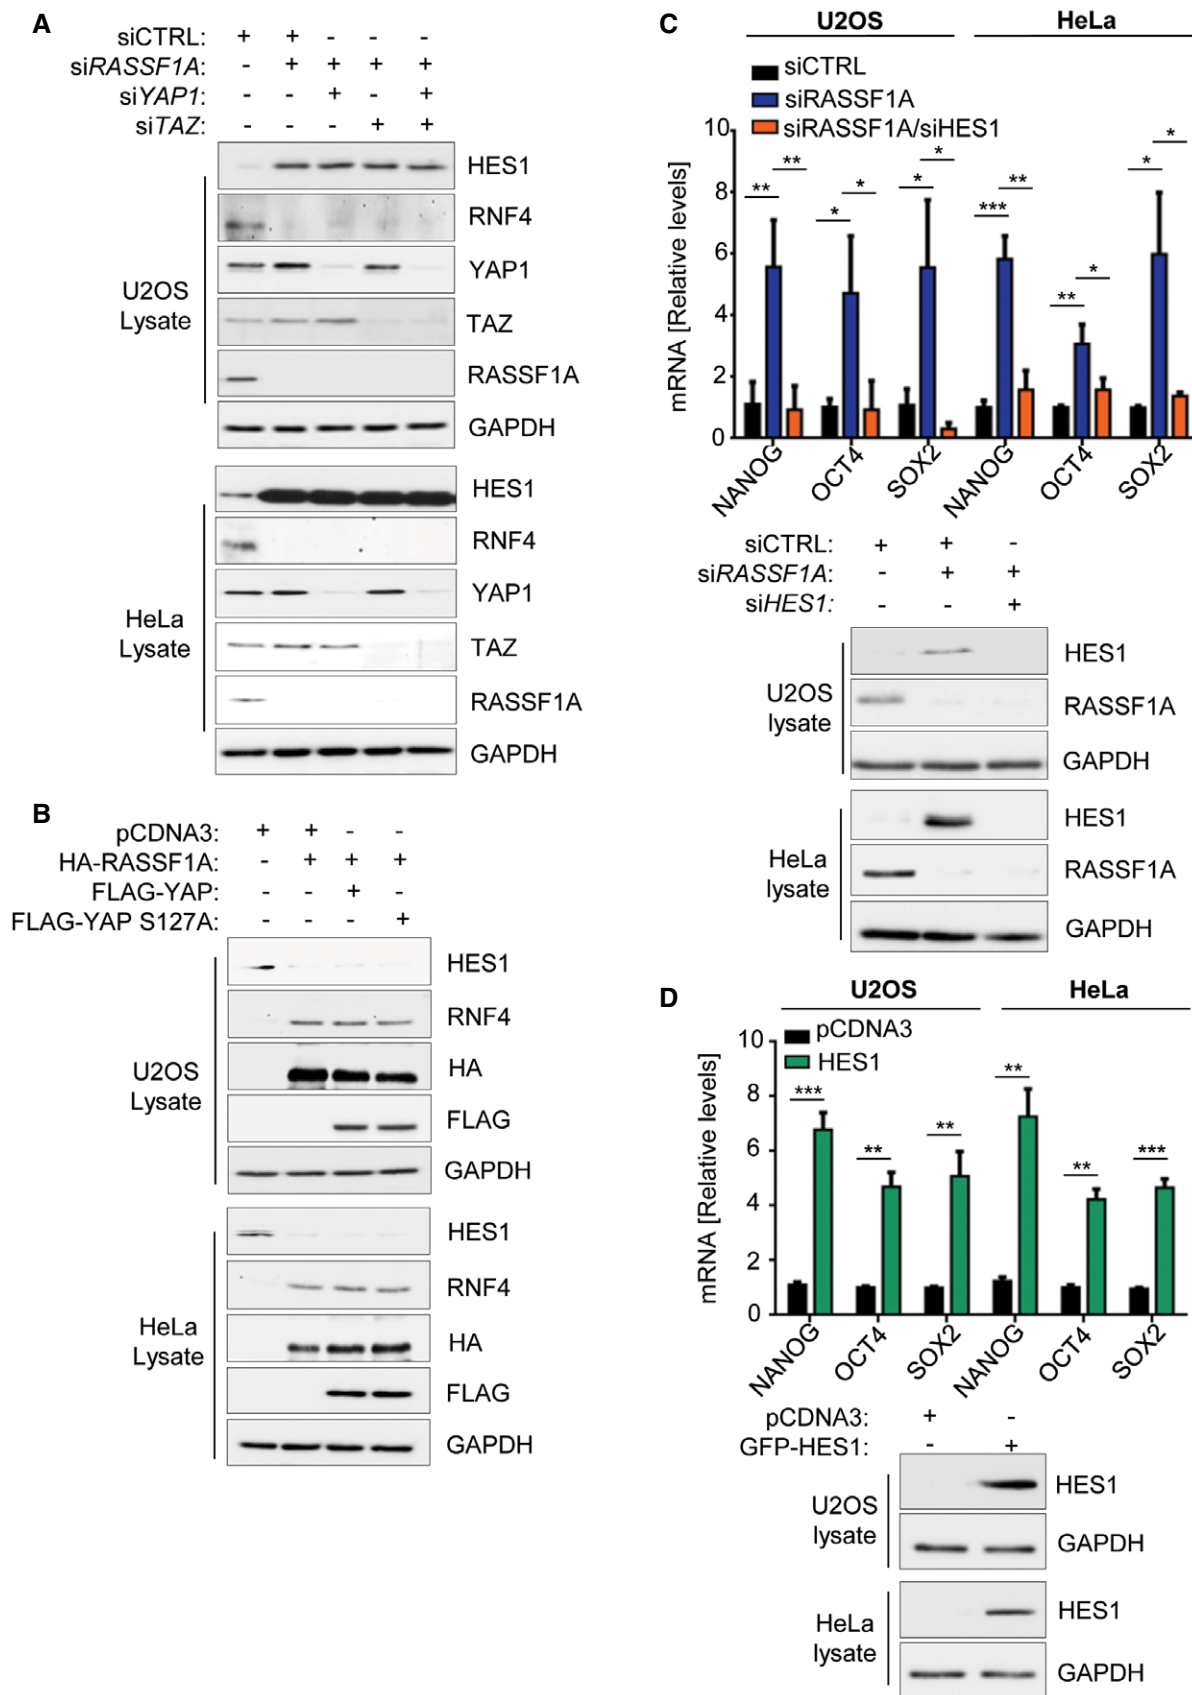 A
siCTRL: + + - - -
siRASSF1A: - + + + +
siYAP1: - - + - +
siTAZ: - - - + +
U2OS
Lysate
HES1
RNF4
YAP1
TAZ
RASSF1A
GAPDH
HeLa
Lysate
HES1
RNF4
YAP1
TAZ
RASSF1A
GAPDH
B
pCDNA3: + + - -
HA-RASSF1A: - + + +
FLAG-YAP: - - + -
FLAG-YAP S127A: - - - +
U2OS
Lysate
HES1
RNF4
HA
FLAG
GAPDH
HeLa
Lysate
HES1
RNF4
HA
FLAG
GAPDH
C
U2OS HeLa
siCTRL
siRASSF1A
siRASSF1A/siHES1
mRNA [Relative levels]
10
8
6
4
2
0
** ** * * * * *** ** ** * * *
NANOG OCT4 SOX2 NANOG OCT4 SOX2
siCTRL: + + -
siRASSF1A: - + +
siHES1: - - +
U2OS
lysate
HES1
RASSF1A
GAPDH
HeLa
lysate
HES1
RASSF1A
GAPDH
D
U2OS HeLa
pCDNA3
HES1
mRNA [Relative levels]
10
8
6
4
2
0
*** ** ** ** ** ***
NANOG OCT4 SOX2 NANOG OCT4 SOX2
pCDNA3: + -
GFP-HES1: - +
U2OS
lysate
HES1
GAPDH
HeLa
lysate
HES1
GAPDH